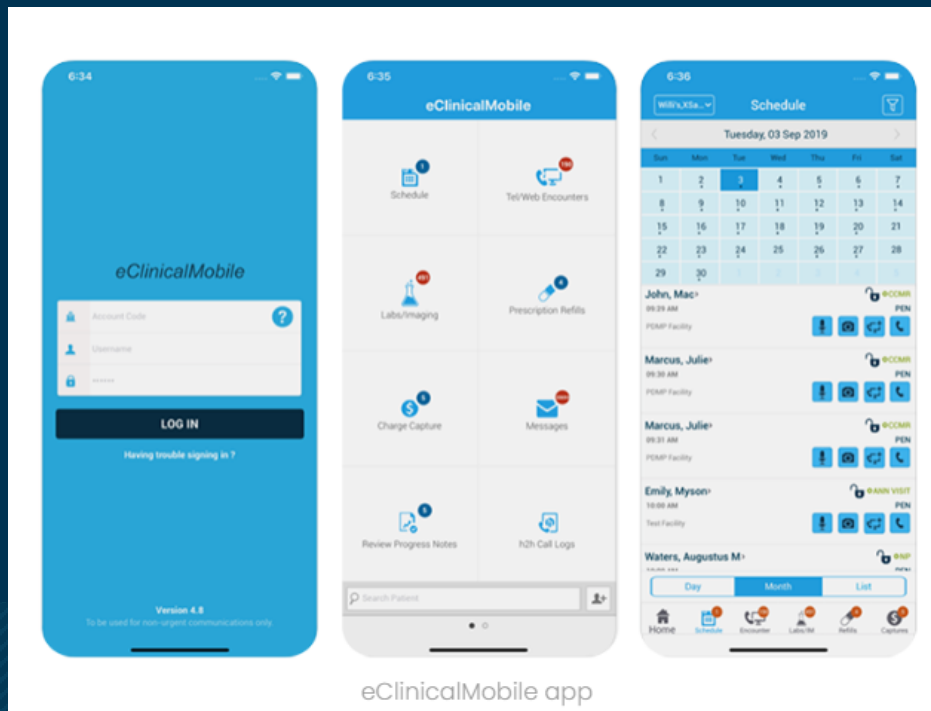 6:34
eClinicalMobile
Account Code
?
Username
LOG IN
Having trouble signing in ?
Version 4.8
To be used for non-urgent communications only.
6:35
eClinicalMobile
1
Schedule
Tel/Web Encounters
Labs/Imaging
4
Prescription Refills
Charge Capture
Messages
Review Progress Notes
h2h Call Logs
Search Patient
6:36
Schedule
Tuesday, 03 Sep 2019
Sun Mon Tue Wed Thu Fri Sat
1 2 3 4 5 6 7
8 9 10 11 12 13 14
15 16 17 18 19 20 21
22 23 24 25 26 27 28
29 30 1 2 3 4 5
John, Mac
CCMR
09:29 AM
PEN
PDMP Facility
Marcus, Julie
CCMR
09:30 AM
PEN
PDMP Facility
Marcus, Julie
CCMR
09:31 AM
PEN
PDMP Facility
Emily, Myson
ANN VISIT
10:00 AM
PEN
Test Facility
Waters, Augustus M
NP
Day Month List
Home Schedule Encounter Labs/IM Refills Captures
eClinicalMobile app